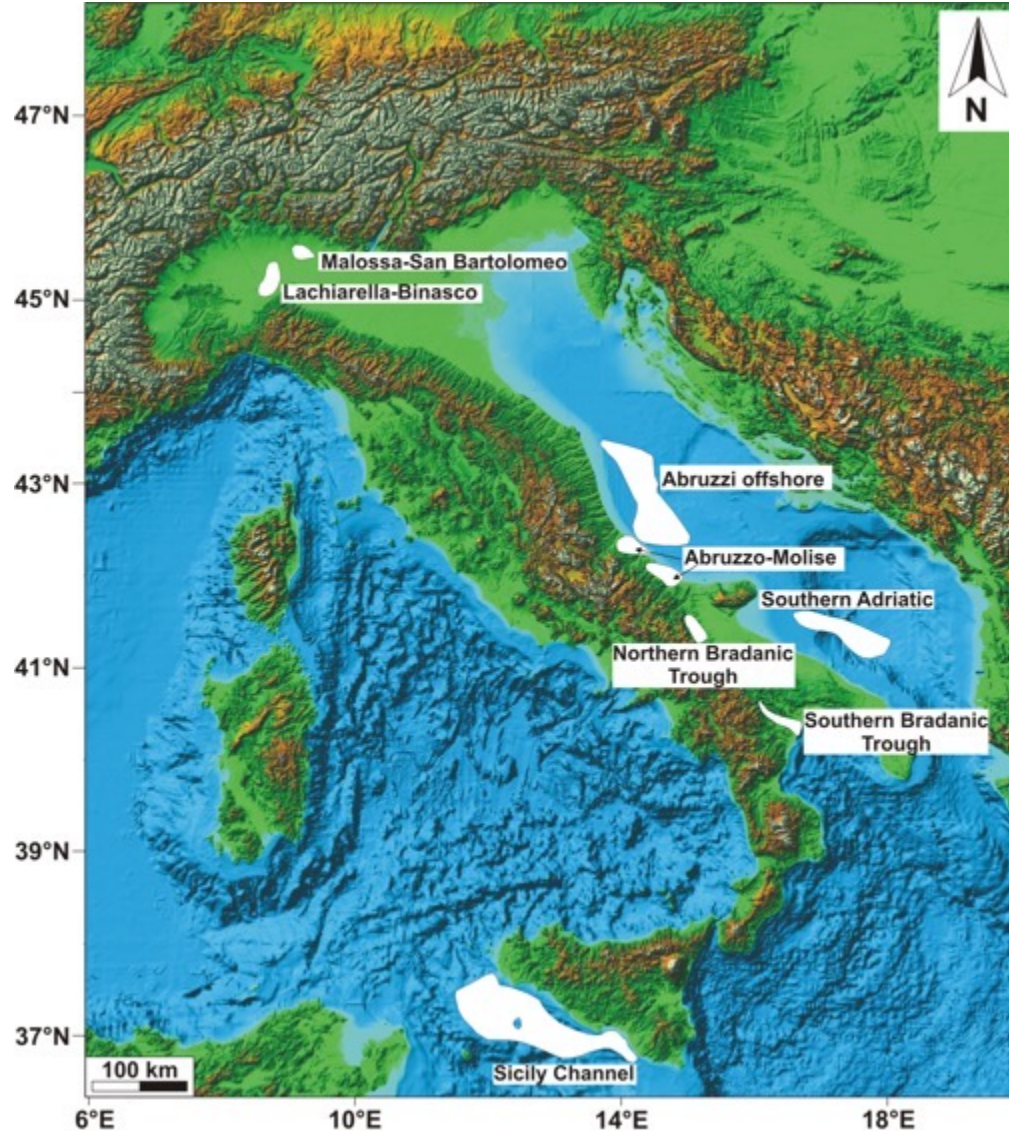 N
47°N
45°N
43°N
41°N
39°N
37°N
Malossa-San Bartolomeo
Lachiarella-Binasco
Abruzzi offshore
Abruzzo-Molise
Southern Adriatic
Northern Bradanic
Trough
Southern Bradanic
Trough
Sicily Channel
100 km
6°E
10°E
14°E
18°E